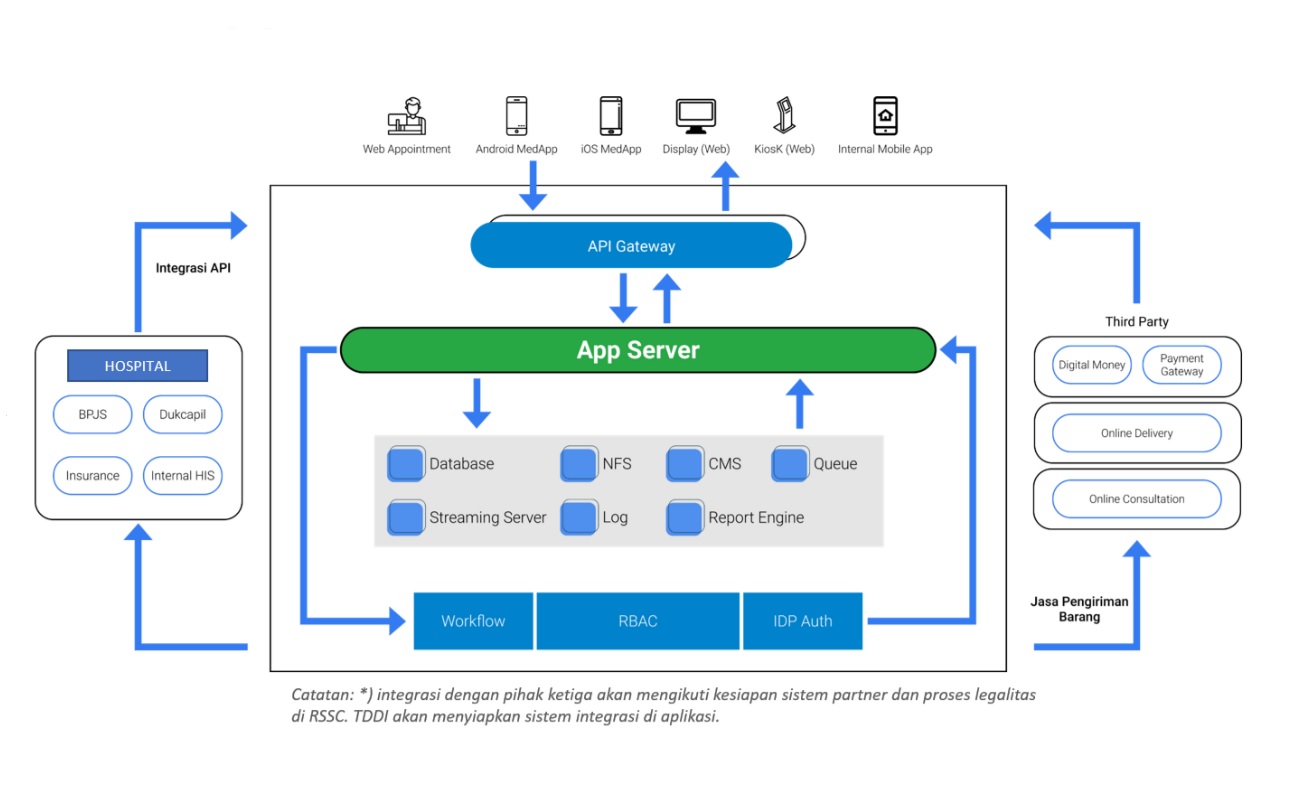 Web Appointment
Android MedApp
iOS MedApp
Display (Web)
KiosK (Web)
Internal Mobile App
API Gateway
Integrasi API
App Server
HOSPITAL
BPJS
Dukcapil
Insurance
Internal HIS
Database
NFS
CMS
Queue
Streaming Server
Log
Report Engine
Workflow
RBAC
IDP Auth
Third Party
Digital Money
Payment
Gateway
Online Delivery
Online Consultation
Jasa Pengiriman
Barang
Catatan: *) integrasi dengan pihak ketiga akan mengikuti kesiapan sistem partner dan proses legalitas
di RSSC. TDDI akan menyiapkan sistem integrasi di aplikasi.